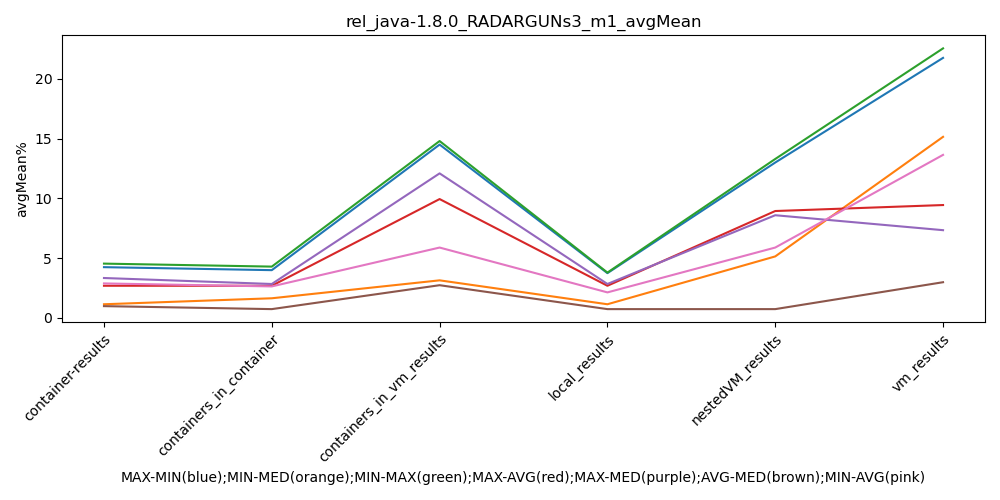 rel_java-1.8.0_RADARGUNs3_m1_avgMean
avgMean%
20
15
10
5
0
container-results
containers_in_container
containers_in_vm_results
local_results
nestedVM_results
vm_results
MAX-MIN(blue);MIN-MED(orange);MIN-MAX(green);MAX-AVG(red);MAX-MED(purple);AVG-MED(brown);MIN-AVG(pink)